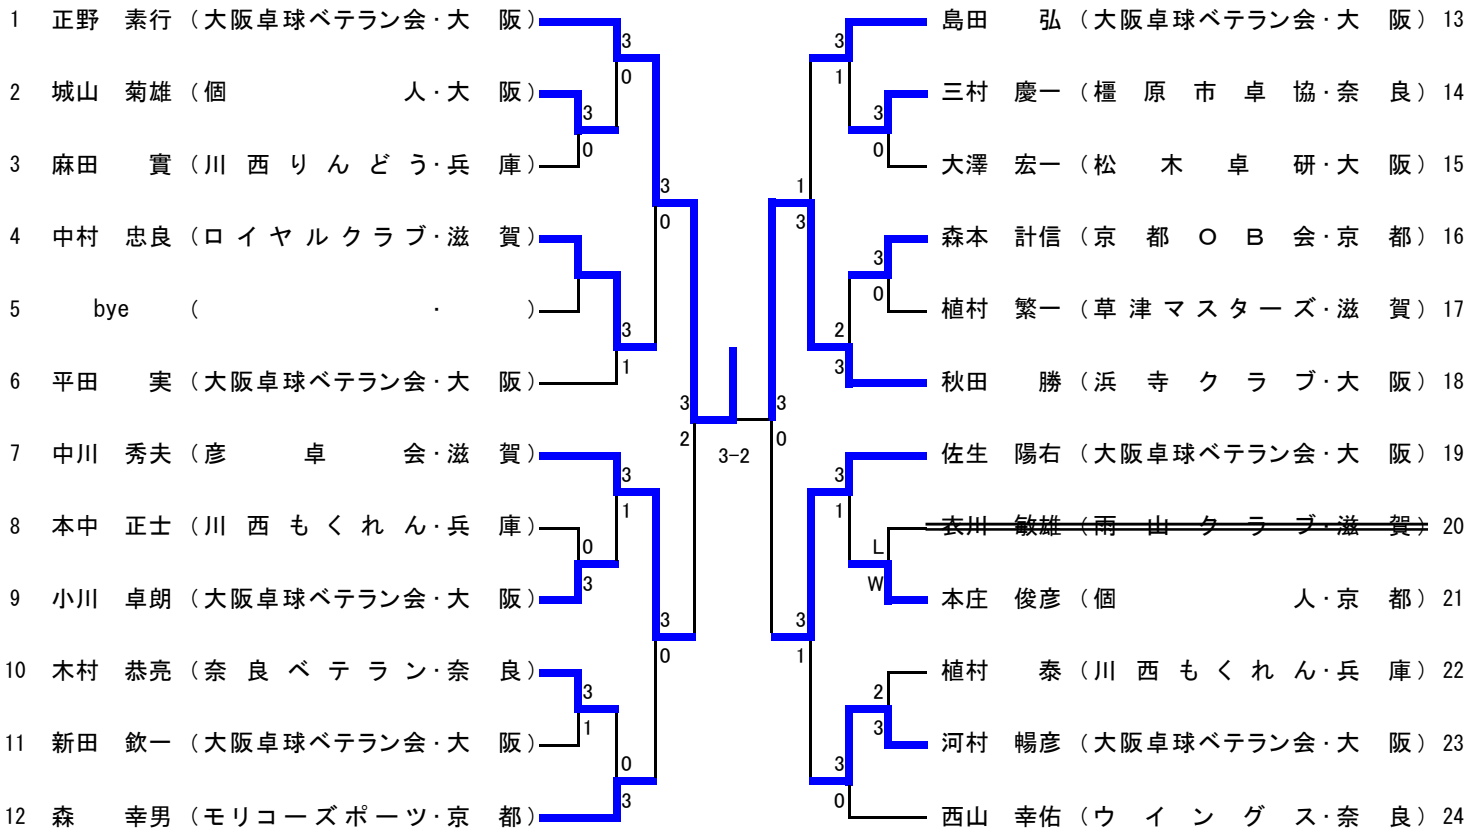 1 正野 素行 (大阪卓球ベテラン会・大 阪)
3
0
2 城山 菊雄 (個 人・大 阪)
3
0
3 麻田 實 (川 西 り ん ど う・兵 庫)
3
0
4 中村 忠良 (ロ イ ヤ ル ク ラ ブ・滋 賀)
5 bye ( ・ )
3
1
6 平田 実 (大阪卓球ベテラン会・大 阪)
3
2
7 中川 秀夫 (彦 卓 会・滋 賀)
3
1
8 本中 正士 (川 西 も く れ ん・兵 庫)
0
3
9 小川 卓朗 (大阪卓球ベテラン会・大 阪)
3
0
10 木村 恭亮 (奈 良 ベ テ ラ ン・奈 良)
3
1
11 新田 欽一 (大阪卓球ベテラン会・大 阪)
0
3
12 森 幸男 (モリコーズポーツ・京 都)
3-2
島田 弘 (大阪卓球ベテラン会・大 阪) 13
3
1
三村 慶一 (橿 原 市 卓 協・奈 良) 14
3
0
大澤 宏一 (松 木 卓 研・大 阪) 15
1
3
森本 計信 (京 都 O B 会・京 都) 16
3
0
植村 繁一 (草 津 マ ス タ ー ズ・滋 賀) 17
2
3
秋田 勝 (浜 寺 ク ラ ブ・大 阪) 18
3
0
佐生 陽右 (大阪卓球ベテラン会・大 阪) 19
3
1
衣川 敏雄 (雨 山 ク ラ ブ・滋 賀) 20
L
W
本庄 俊彦 (個 人・京 都) 21
3
1
植村 泰 (川 西 も く れ ん・兵 庫) 22
2
3
河村 暢彦 (大阪卓球ベテラン会・大 阪) 23
3
0
西山 幸佑 (ウ イ ン グ ス・奈 良) 24